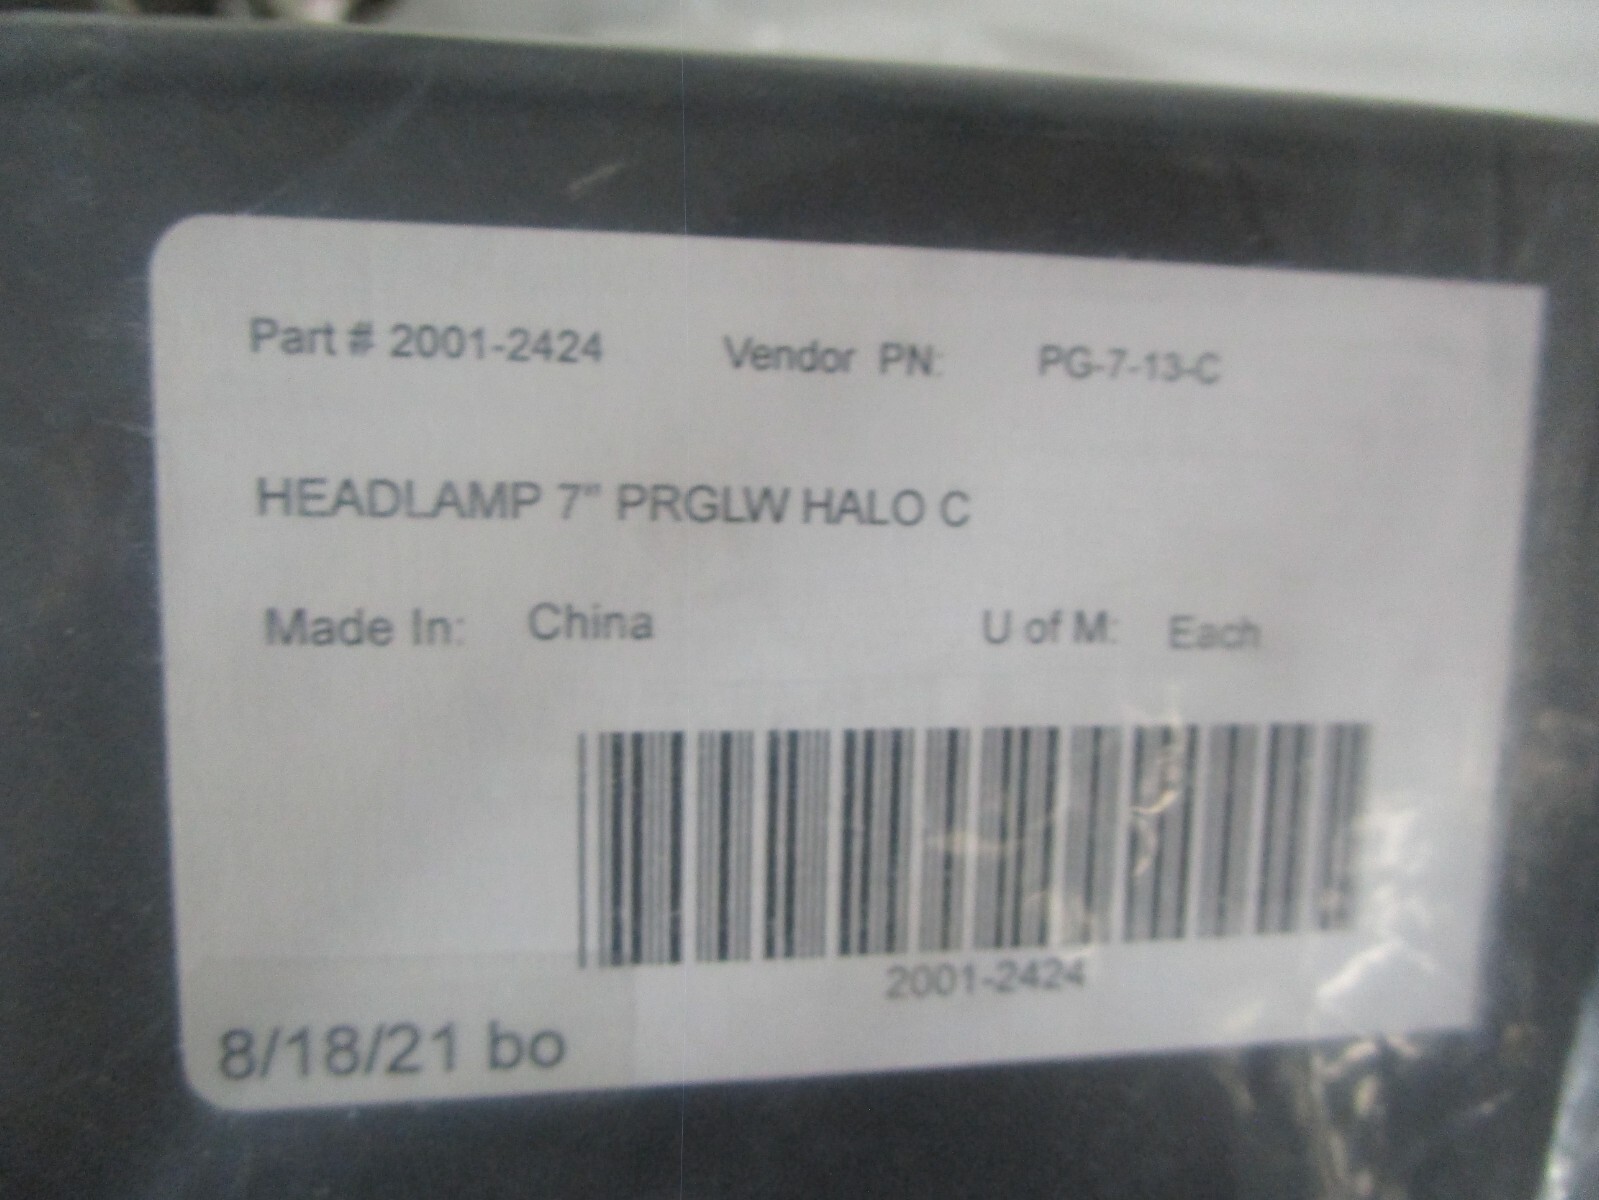 Part # 2001-2424 Vendor PN: PG-7-13-C
HEADLAMP 7" PRGLW HALO C
Made In: China U of M: Each
2001-2424
8/18/21 bo